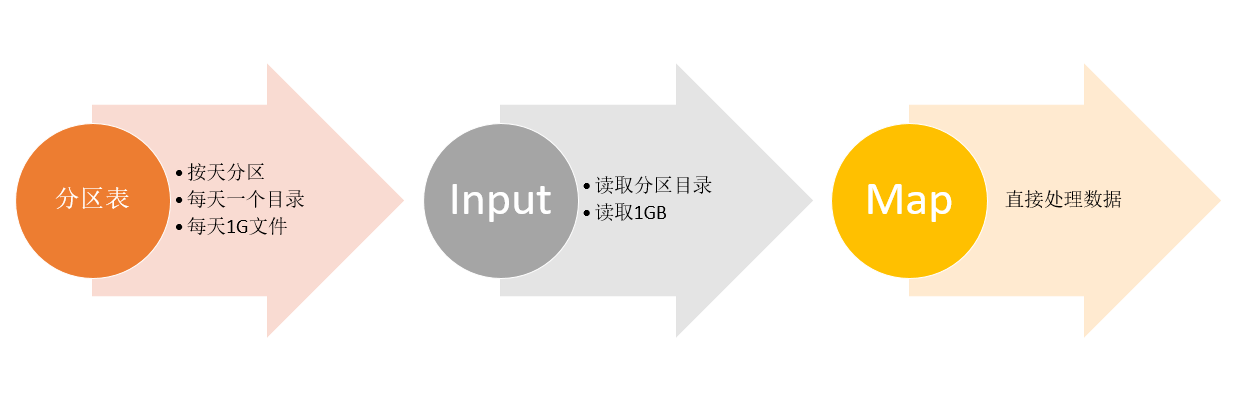 分区表
• 按天分区
• 每天一个目录
• 每天1G文件
Input
• 读取分区目录
• 读取1GB
Map
直接处理数据